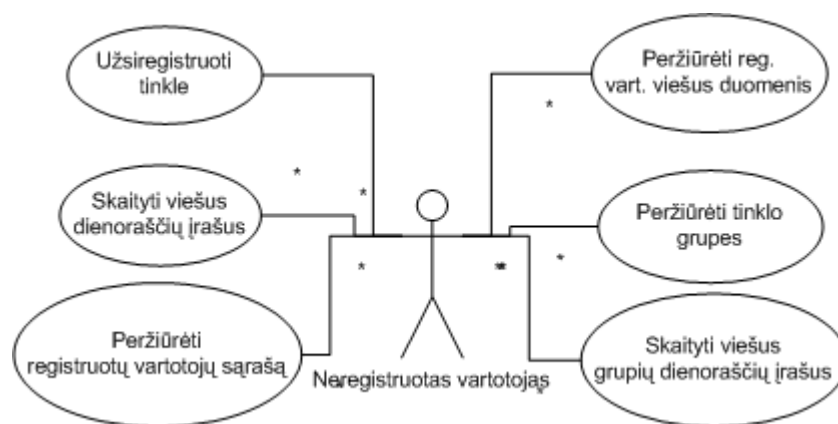 Užsiregistruoti
tinkle
Peržiūrėti reg.
vart. viešus duomenis
*
*
*
Skaityti viešus
dienoraščių įrašus
Peržiūrėti tinklo
grupes
*
**
*
Peržiūrėti
registruotų vartotojų sąrašą
Skaityti viešus
grupių dienoraščių įrašus
Neregistruotas vartotojas
*
*